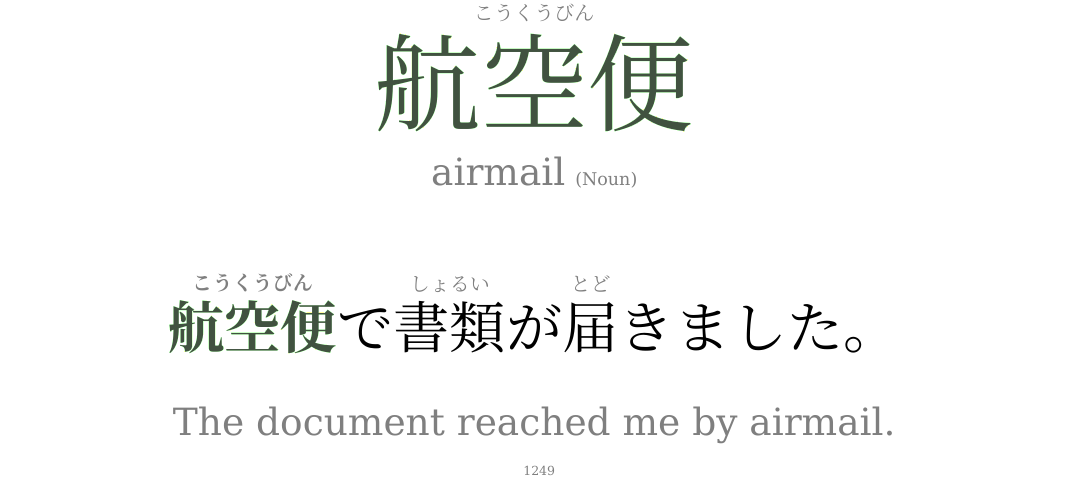 こうくうびん
航空便
airmail (Noun)
こうくうびん しょるい とど
航空便で書類が届きました。
The document reached me by airmail.
1249